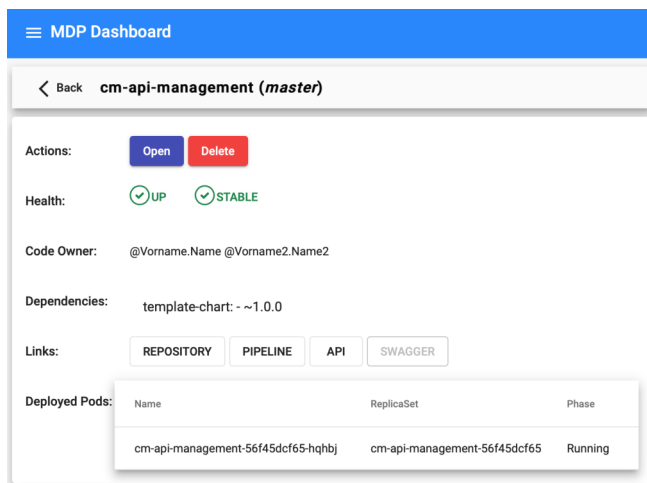 MDP Dashboard
Back cm-api-management (master)
Actions: Open Delete
Health: UP STABLE
Code Owner: @Vorname.Name @Vorname2.Name2
Dependencies: template-chart: - ~1.0.0
Links: REPOSITORY PIPELINE API SWAGGER
Deployed Pods: Name ReplicaSet Phase
cm-api-management-56f45dcf65-hqhbj cm-api-management-56f45dcf65 Running